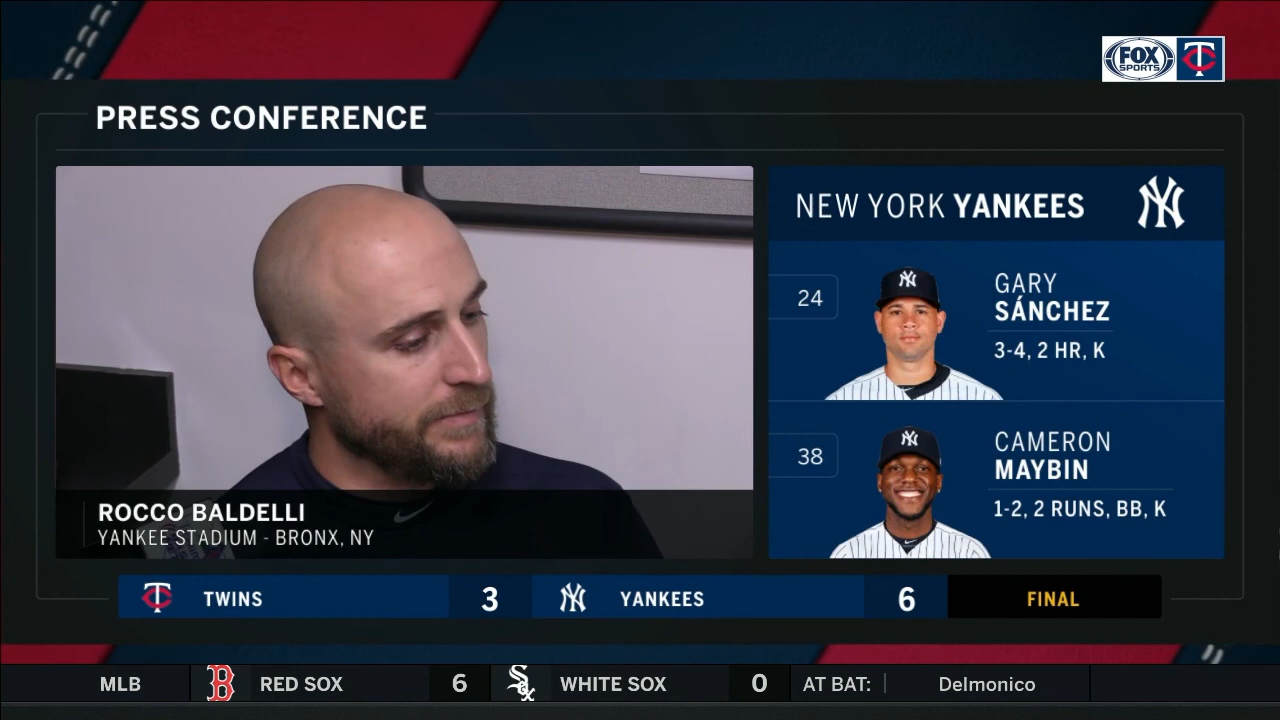 FOX
SPORTS
PRESS CONFERENCE
NEW YORK YANKEES
24
GARY
SÁNCHEZ
3-4, 2 HR, K
38
CAMERON
MAYBIN
1-2, 2 RUNS, BB, K
ROCCO BALDELLI
YANKEE STADIUM - BRONX, NY
TWINS 3 YANKEES 6 FINAL
MLB B RED SOX 6 Sox WHITE SOX 0 AT BAT: Delmonico